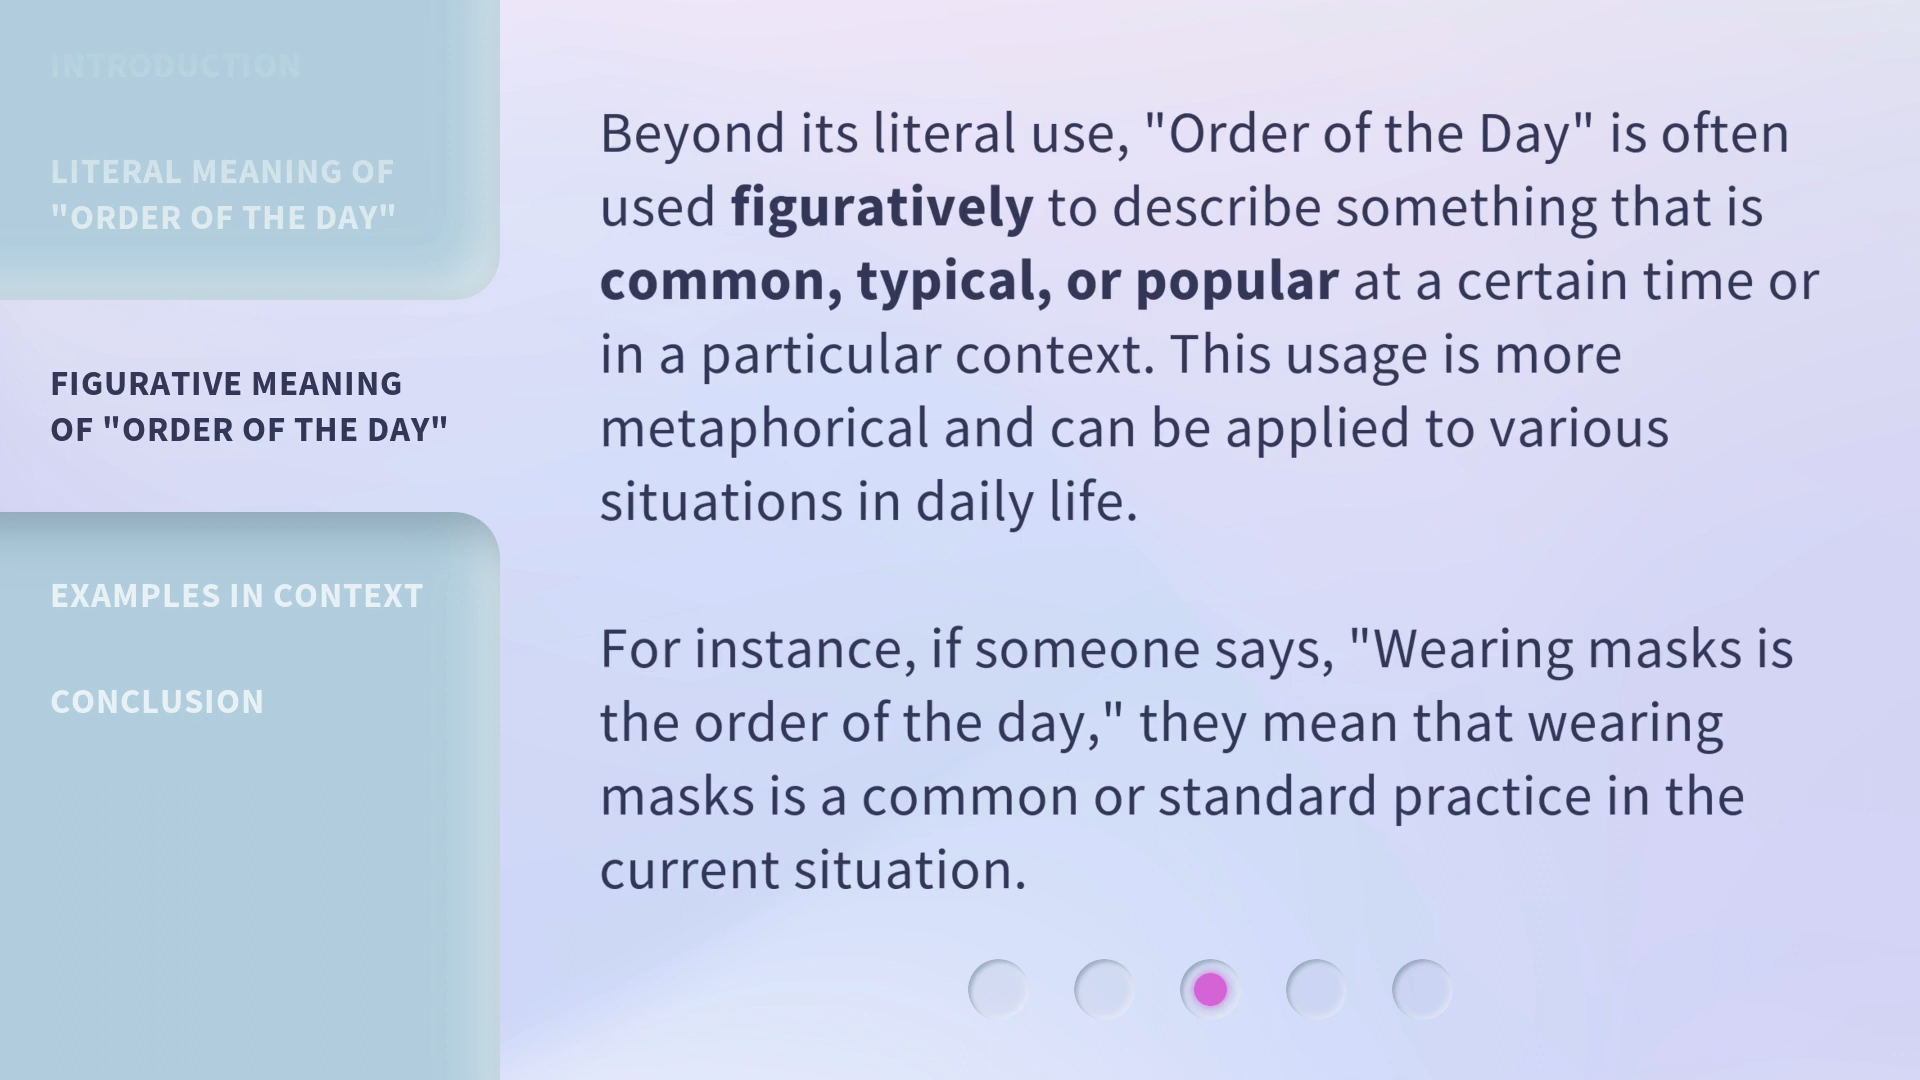 INTRODUCTION
LITERAL MEANING OF
"ORDER OF THE DAY"
FIGURATIVE MEANING
OF "ORDER OF THE DAY"
EXAMPLES IN CONTEXT
CONCLUSION
Beyond its literal use, "Order of the Day" is often
used figuratively to describe something that is
common, typical, or popular at a certain time or
in a particular context. This usage is more
metaphorical and can be applied to various
situations in daily life.
For instance, if someone says, "Wearing masks is
the order of the day," they mean that wearing
masks is a common or standard practice in the
current situation.